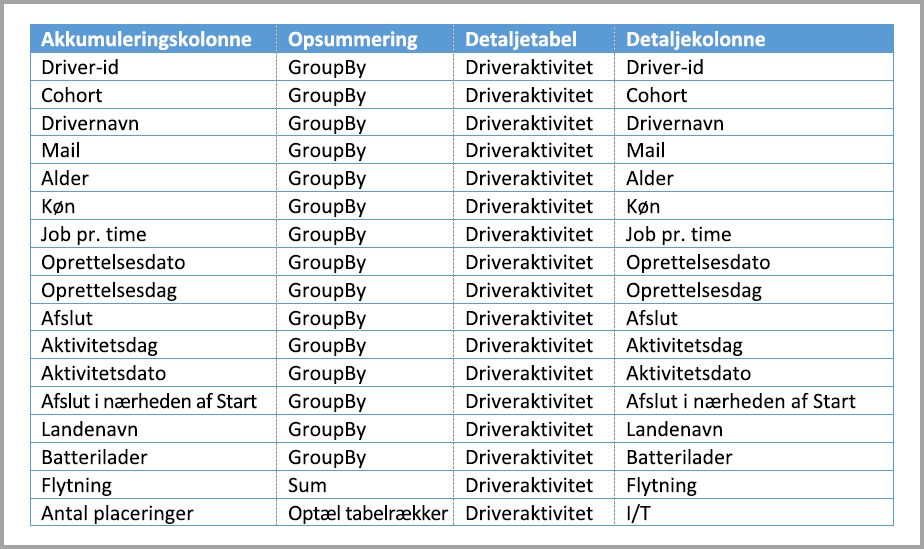 Akkumuleringskolonne Opsummering Detaljetabel Detaljekolonne
Driver-id GroupBy Driveraktivitet Driver-id
Cohort GroupBy Driveraktivitet Cohort
Drivernavn GroupBy Driveraktivitet Drivernavn
Mail GroupBy Driveraktivitet Mail
Alder GroupBy Driveraktivitet Alder
Køn GroupBy Driveraktivitet Køn
Job pr. time GroupBy Driveraktivitet Job pr. time
Oprettelsesdato GroupBy Driveraktivitet Oprettelsesdato
Oprettelsesdag GroupBy Driveraktivitet Oprettelsesdag
Afslut GroupBy Driveraktivitet Afslut
Aktivitetsdag GroupBy Driveraktivitet Aktivitetsdag
Aktivitetsdato GroupBy Driveraktivitet Aktivitetsdato
Afslut i nærheden af Start GroupBy Driveraktivitet Afslut i nærheden af Start
Landenavn GroupBy Driveraktivitet Landenavn
Batterilader GroupBy Driveraktivitet Batterilader
Flytning Sum Driveraktivitet Flytning
Antal placeringer Optæl tabelrækker Driveraktivitet I/T